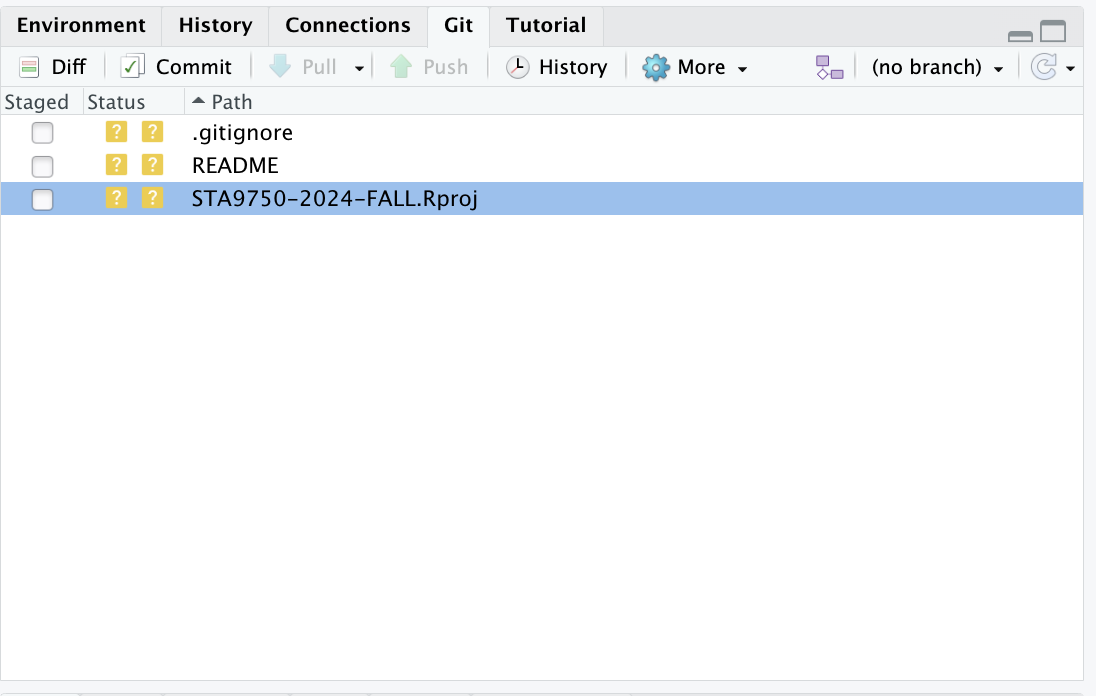 Environment History Connections Git Tutorial
Diff Commit Pull Push History More (no branch)
Staged Status Path
? ? .gitignore
? ? README
? ? STA9750-2024-FALL.Rproj